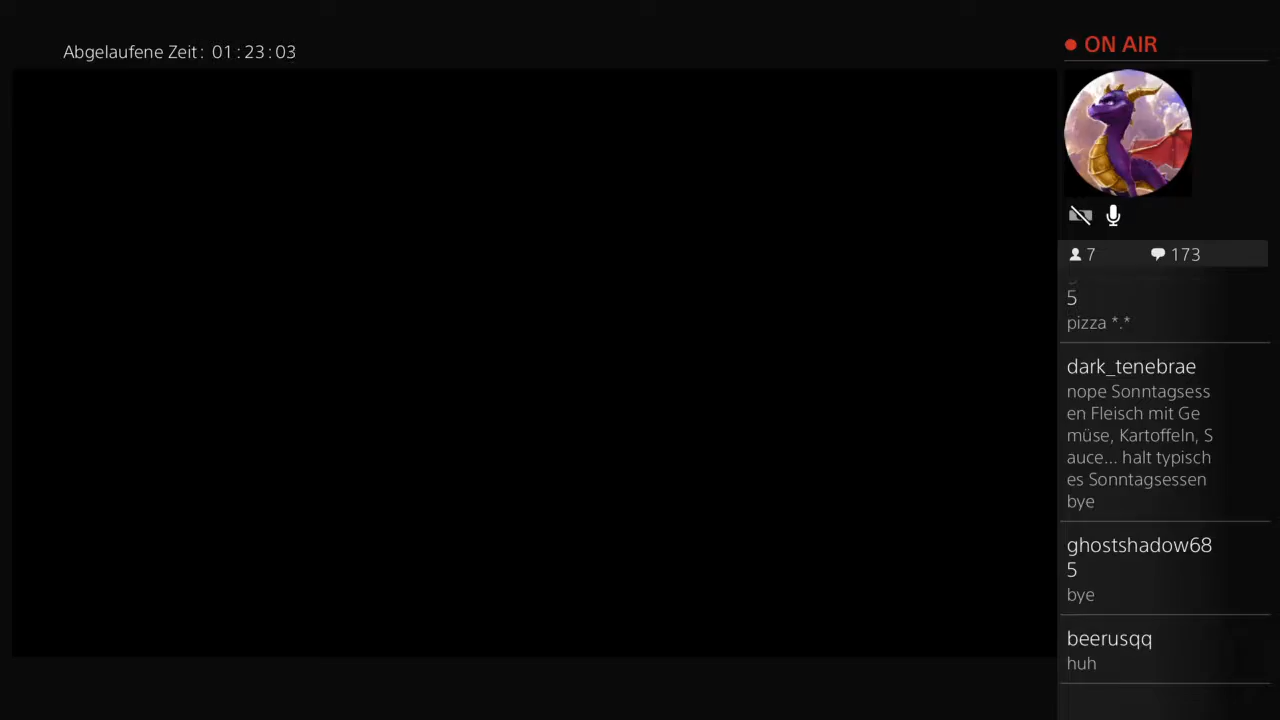 Abgelaufene Zeit: 01:23:03
ON AIR
7 173
5
pizza *.*
dark_tenebrae
nope Sonntagsess
en Fleisch mit Ge
müse, Kartoffeln, S
auce... halt typisch
es Sonntagsessen
bye
ghostshadow68
5
bye
beerusqq
huh